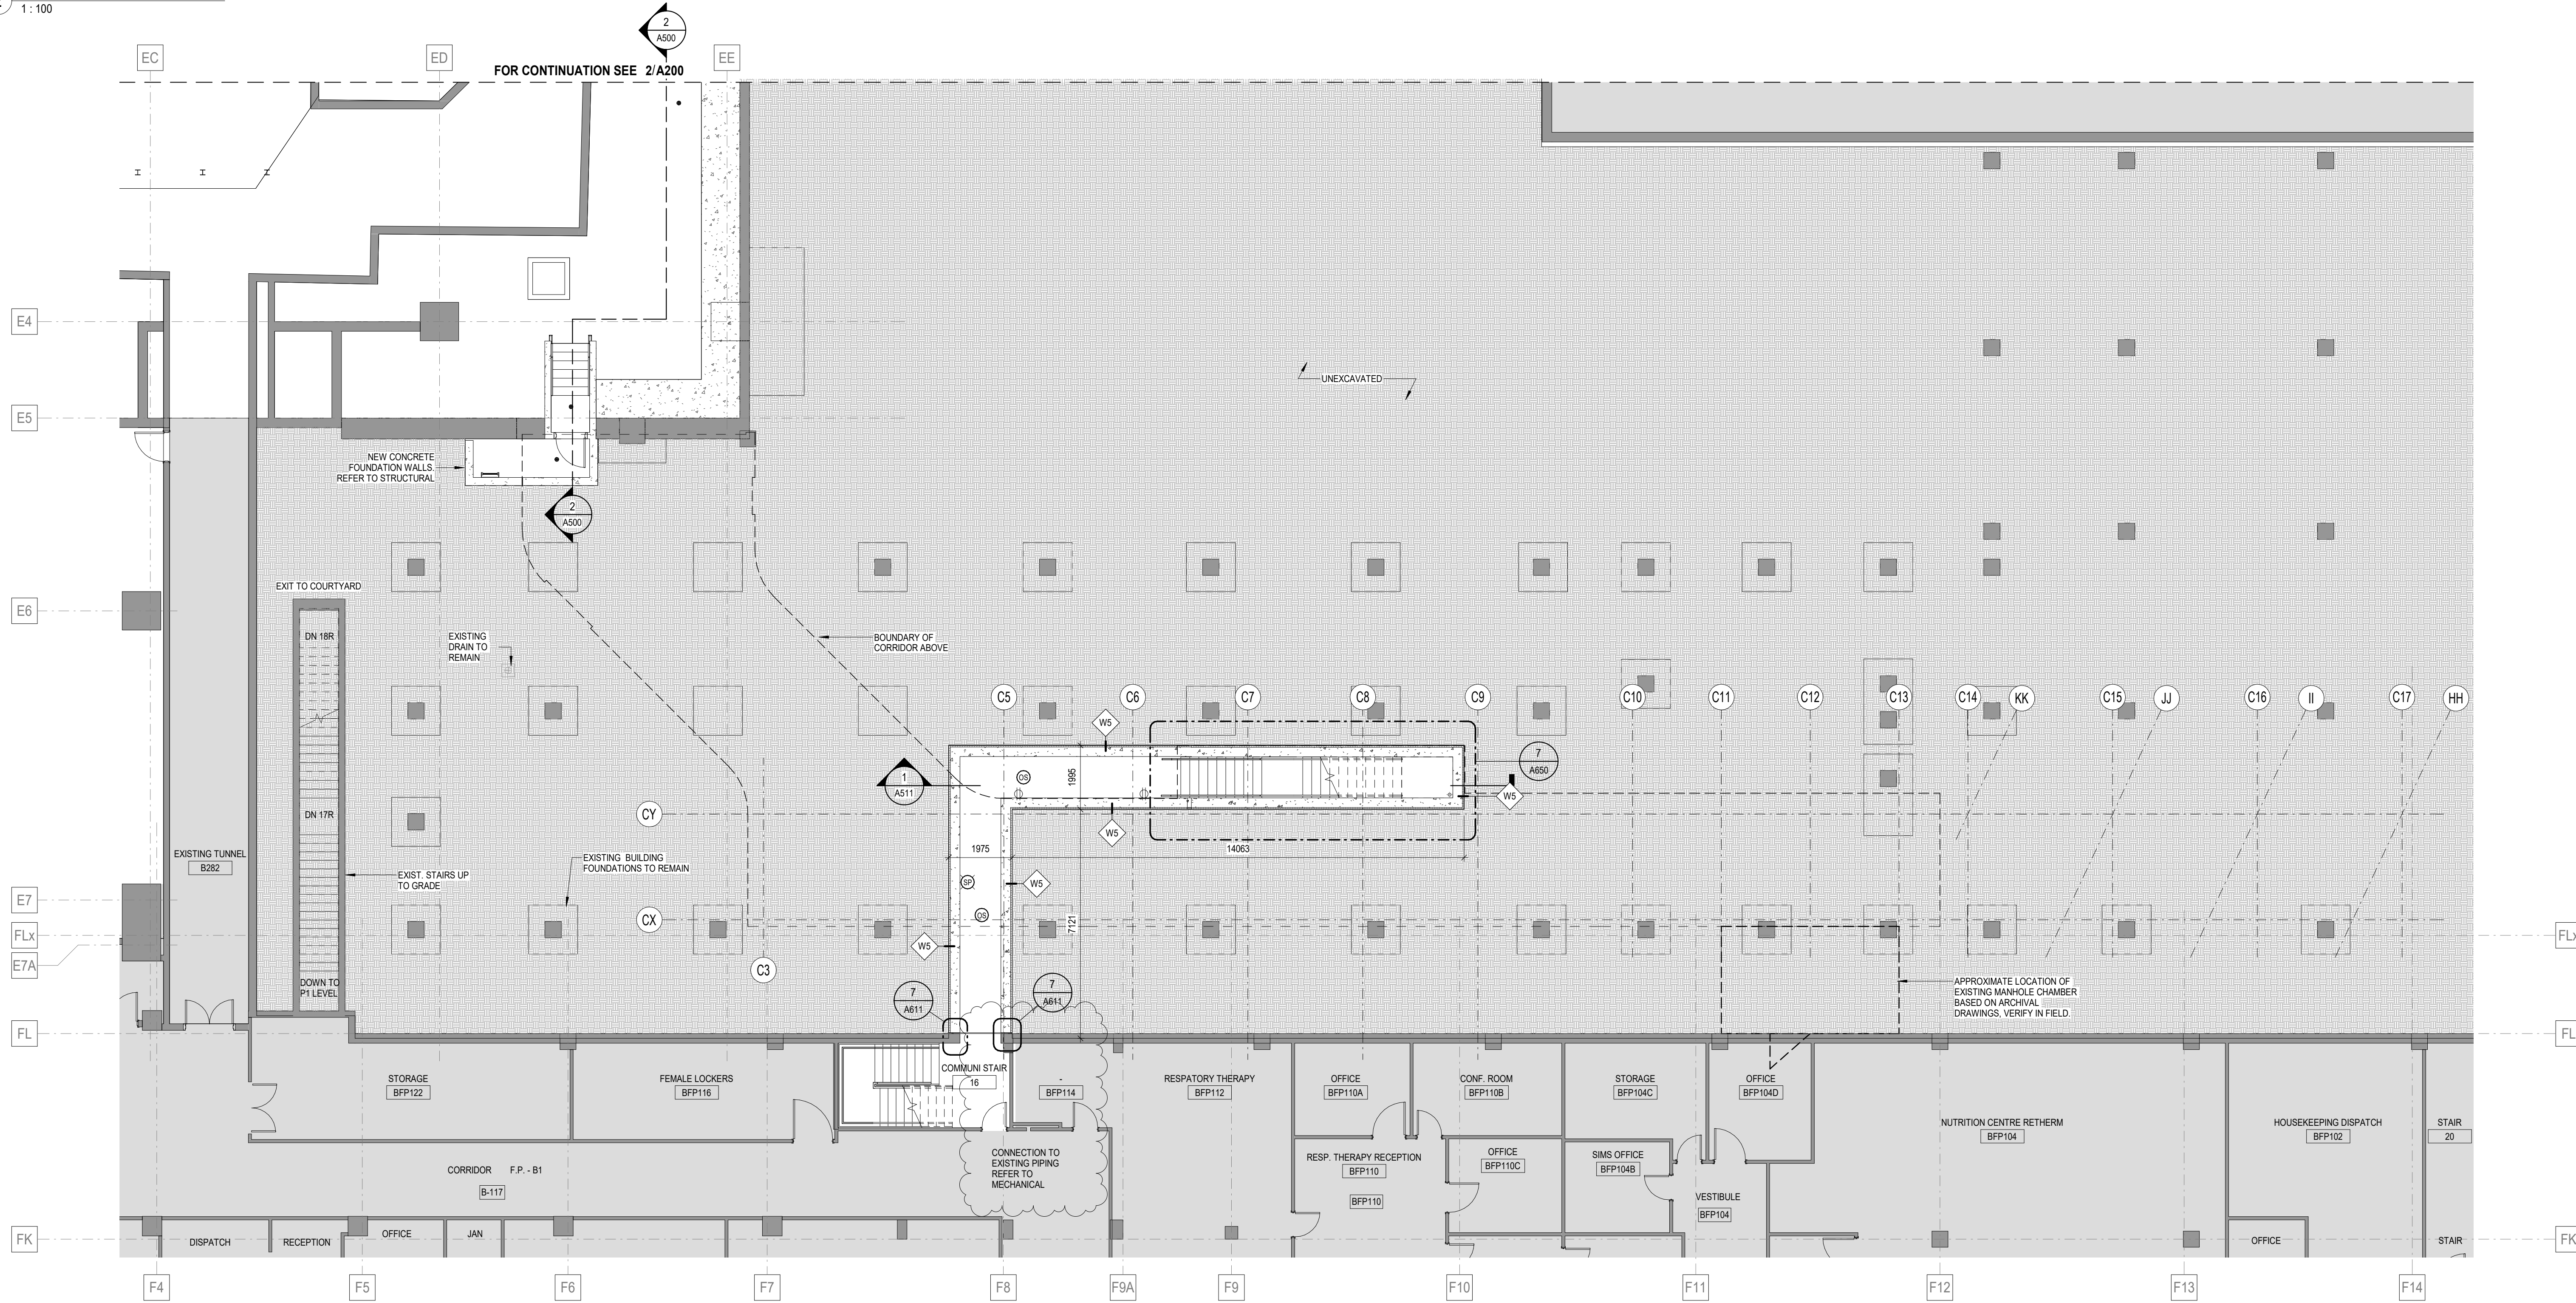 1 : 100
2
A500
EC
ED
EE
FOR CONTINUATION SEE 2/A200
E4
UNEXCAVATED
E5
NEW CONCRETE
FOUNDATION WALLS.
REFER TO STRUCTURAL
2
A500
EXIT TO COURTYARD
E6
DN 18R
EXISTING
DRAIN TO
REMAIN
BOUNDARY OF
CORRIDOR ABOVE
C5
C6
C7
C8
C9
C10
C11
C12
C13
C14
KK
C15
JJ
C16
II
C17
HH
W5
7
A650
1
A511
OS
1995
W5
DN 17R
CY
W5
EXISTING TUNNEL
B282
EXISTING BUILDING
FOUNDATIONS TO REMAIN
1975
14063
EXIST. STAIRS UP
TO GRADE
SP
W5
E7
CX
OS
7121
FLx
FLx
W5
E7A
C3
DOWN TO
P1 LEVEL
7
A611
7
A611
APPROXIMATE LOCATION OF
EXISTING MANHOLE CHAMBER
BASED ON ARCHIVAL
DRAWINGS, VERIFY IN FIELD.
FL
FL
STORAGE
BFP122
FEMALE LOCKERS
BFP116
COMMUNI STAIR
16
-
BFP114
RESPATORY THERAPY
BFP112
OFFICE
BFP110A
CONF. ROOM
BFP110B
STORAGE
BFP104C
OFFICE
BFP104D
NUTRITION CENTRE RETHERM
BFP104
HOUSEKEEPING DISPATCH
BFP102
STAIR
20
CORRIDOR F.P. - B1
B-117
CONNECTION TO
EXISTING PIPING
REFER TO
MECHANICAL
RESP. THERAPY RECEPTION
BFP110
BFP110
OFFICE
BFP110C
SIMS OFFICE
BFP104B
VESTIBULE
BFP104
FK
DISPATCH
RECEPTION
OFFICE
JAN
OFFICE
STAIR
FK
F4
F5
F6
F7
F8
F9A
F9
F10
F11
F12
F13
F14